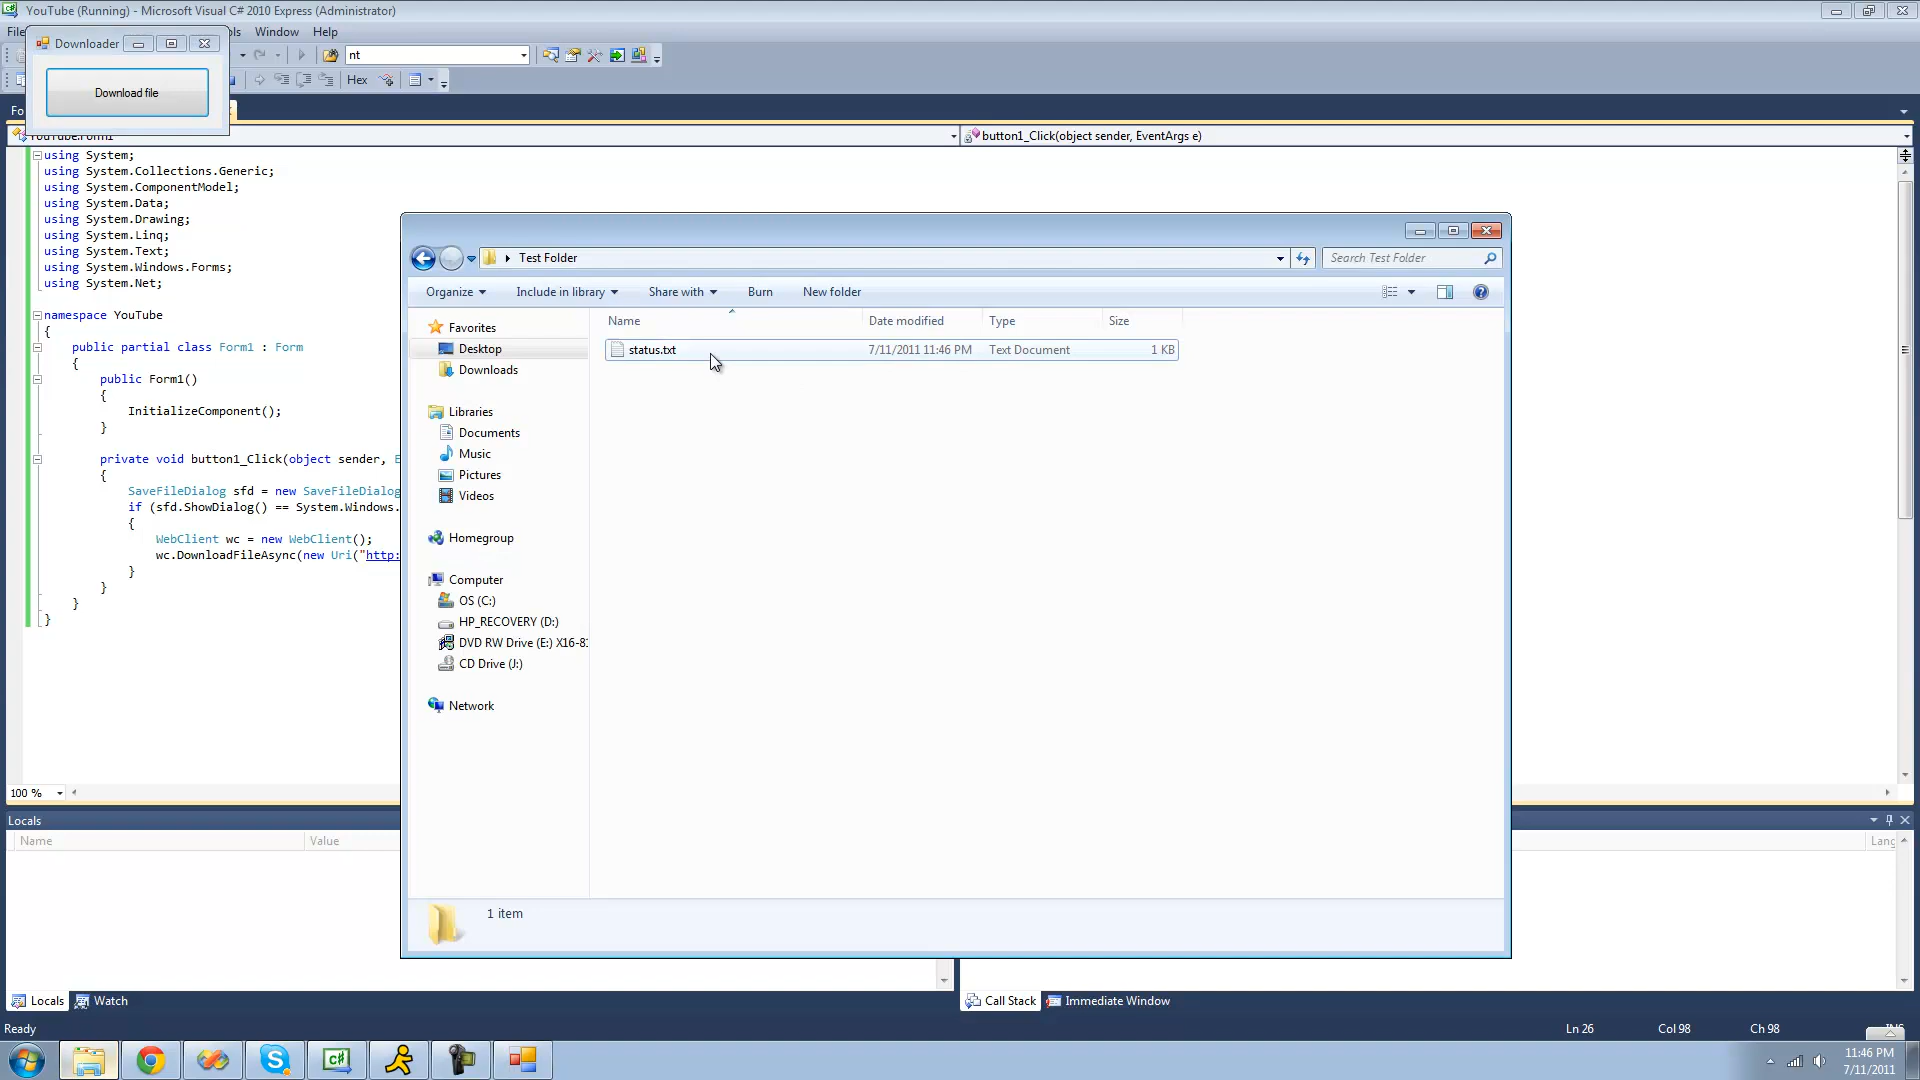 YouTube (Running) - Microsoft Visual C# 2010 Express (Administrator)
Window Help
Downloader
nt
Download file
Hex
button1_Click(object sender, EventArgs e)
using System;
using System.Collections.Generic;
using System.ComponentModel;
using System.Data;
using System.Drawing;
using System.Linq;
using System.Text;
using System.Windows.Forms;
using System.Net;
namespace YouTube
{
public partial class Form1 : Form
{
public Form1()
{
InitializeComponent();
}
private void button1_Click(object sender, E
{
SaveFileDialog sfd = new SaveFileDialog
if (sfd.ShowDialog() == System.Windows.
{
WebClient wc = new WebClient();
wc.DownloadFileAsync(new Uri("http:
}
}
}
}
Test Folder
Search Test Folder
Organize Include in library Share with Burn New folder
Name Date modified Type Size
status.txt 7/11/2011 11:46 PM Text Document 1 KB
Favorites
Desktop
Downloads
Libraries
Documents
Music
Pictures
Videos
Homegroup
Computer
OS (C:)
HP_RECOVERY (D:)
DVD RW Drive (E:) X16-8
CD Drive (J:)
Network
1 item
100 %
Locals
Name Value
Lang
Locals Watch
Call Stack Immediate Window
Ready
Ln 26 Col 98 Ch 98
11:46 PM
7/11/2011